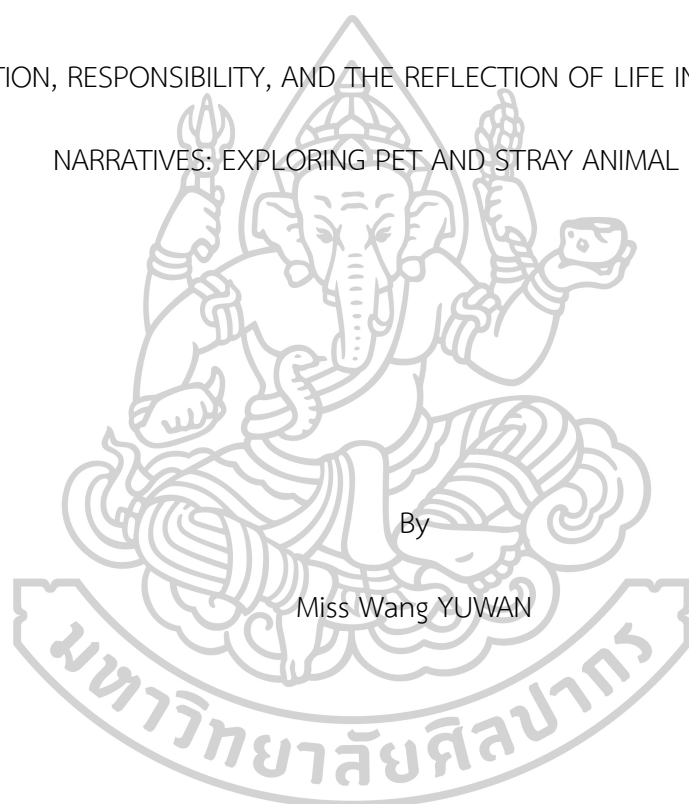 TION, RESPONSIBILITY, AND THE REFLECTION OF LIFE IN
NARRATIVES: EXPLORING PET AND STRAY ANIMAL
By
Miss Wang YUWAN
มหาวิทยาลัยศิลปากร